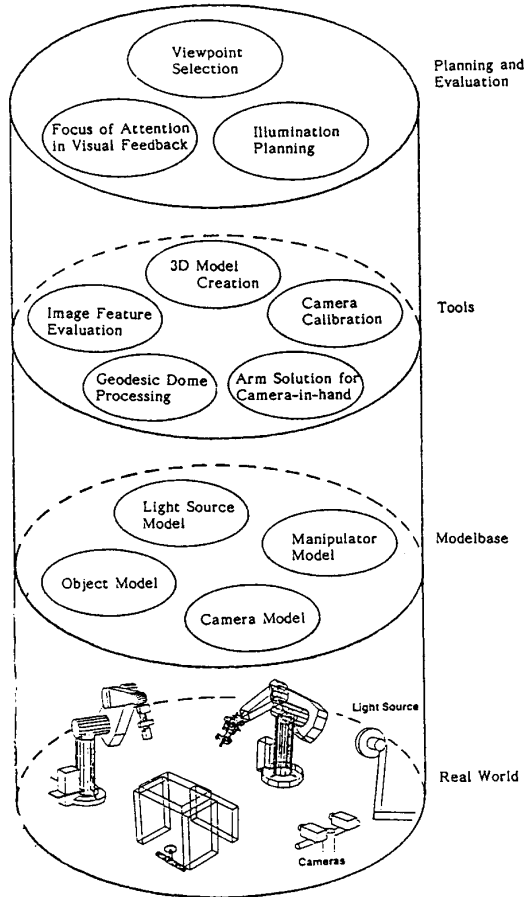 Viewpoint
Selection
Planning and
Evaluation
Focus of Attention
in Visual Feedback
Illumination
Planning
3D Model
Creation
Image Feature
Evaluation
Camera
Calibration
Tools
Geodesic Dome
Processing
Arm Solution for
Camera-in-hand
Light Source
Model
Manipulator
Model
Modelbase
Object Model
Camera Model
Light Source
Real World
Cameras